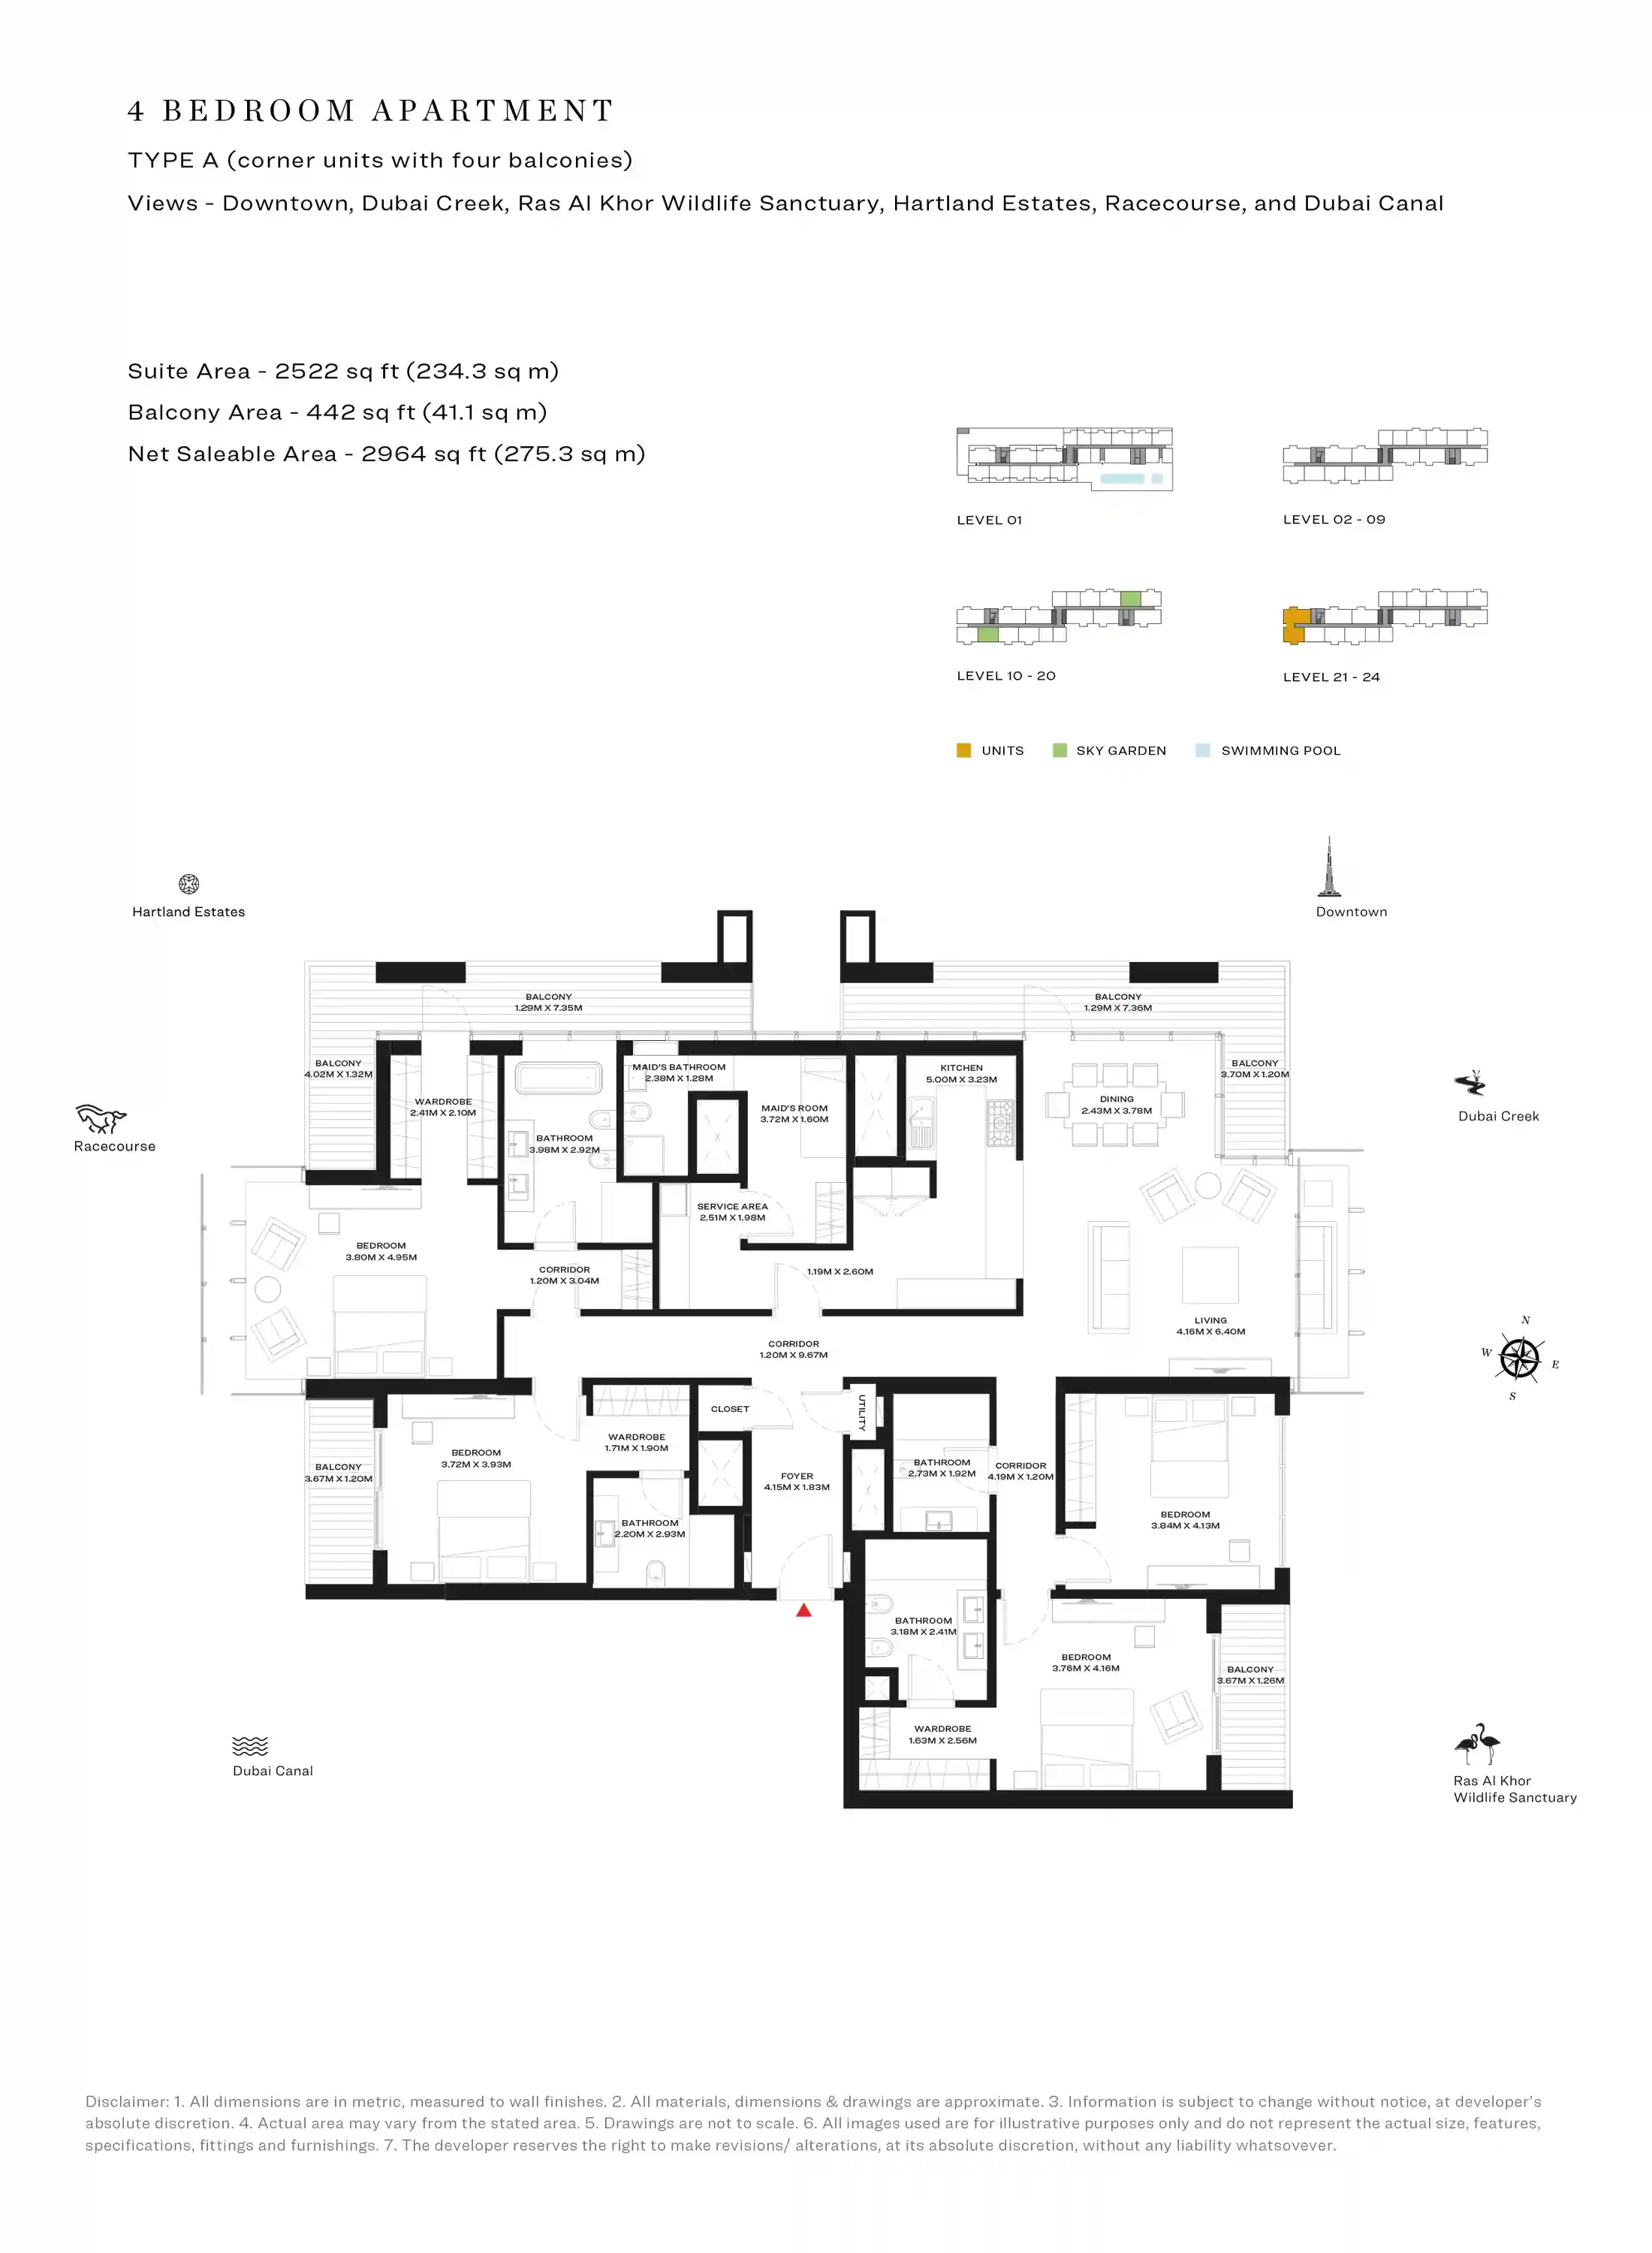 4 BEDROOM APARTMENT
TYPE A (corner units with four balconies)
Views - Downtown, Dubai Creek, Ras Al Khor Wildlife Sanctuary, Hartland Estates, Racecourse, and Dubai Canal
Suite Area - 2522 sq ft (234.3 sq m)
Balcony Area - 442 sq ft (41.1 sq m)
Net Saleable Area - 2964 sq ft (275.3 sq m)
LEVEL 01
LEVEL 02 - 09
LEVEL 10 - 20
LEVEL 21 - 24
UNITS
SKY GARDEN
SWIMMING POOL
Hartland Estates
Downtown
BALCONY
1.29M X 7.35M
BALCONY
1.29M X 7.36M
BALCONY
4.02M X 1.32M
MAID'S BATHROOM
2.38M X 1.28M
KITCHEN
5.00M X 3.23M
BALCONY
3.70M X 1.20M
WARDROBE
2.41M X 2.10M
MAID'S ROOM
3.72M X 1.60M
DINING
2.43M X 3.78M
Dubai Creek
Racecourse
BATHROOM
3.98M X 2.92M
SERVICE AREA
2.51M X 1.98M
BEDROOM
3.80M X 4.95M
CORRIDOR
1.20M X 3.04M
1.19M X 2.60M
LIVING
4.16M X 6.40M
CORRIDOR
1.20M X 9.67M
N
W
E
S
CLOSET
UTILITY
WARDROBE
1.71M X 1.90M
BEDROOM
3.72M X 3.93M
BALCONY
3.67M X 1.20M
FOYER
4.15M X 1.83M
BATHROOM
2.73M X 1.92M
CORRIDOR
4.19M X 1.20M
BATHROOM
2.20M X 2.93M
BEDROOM
3.84M X 4.13M
BATHROOM
3.18M X 2.41M
BEDROOM
3.76M X 4.16M
BALCONY
3.67M X 1.26M
WARDROBE
1.63M X 2.56M
Dubai Canal
Ras Al Khor
Wildlife Sanctuary
Disclaimer: 1. All dimensions are in metric, measured to wall finishes. 2. All materials, dimensions & drawings are approximate. 3. Information is subject to change without notice, at developer's
absolute discretion. 4. Actual area may vary from the stated area. 5. Drawings are not to scale. 6. All images used are for illustrative purposes only and do not represent the actual size, features,
specifications, fittings and furnishings. 7. The developer reserves the right to make revisions/ alterations, at its absolute discretion, without any liability whatsovever.